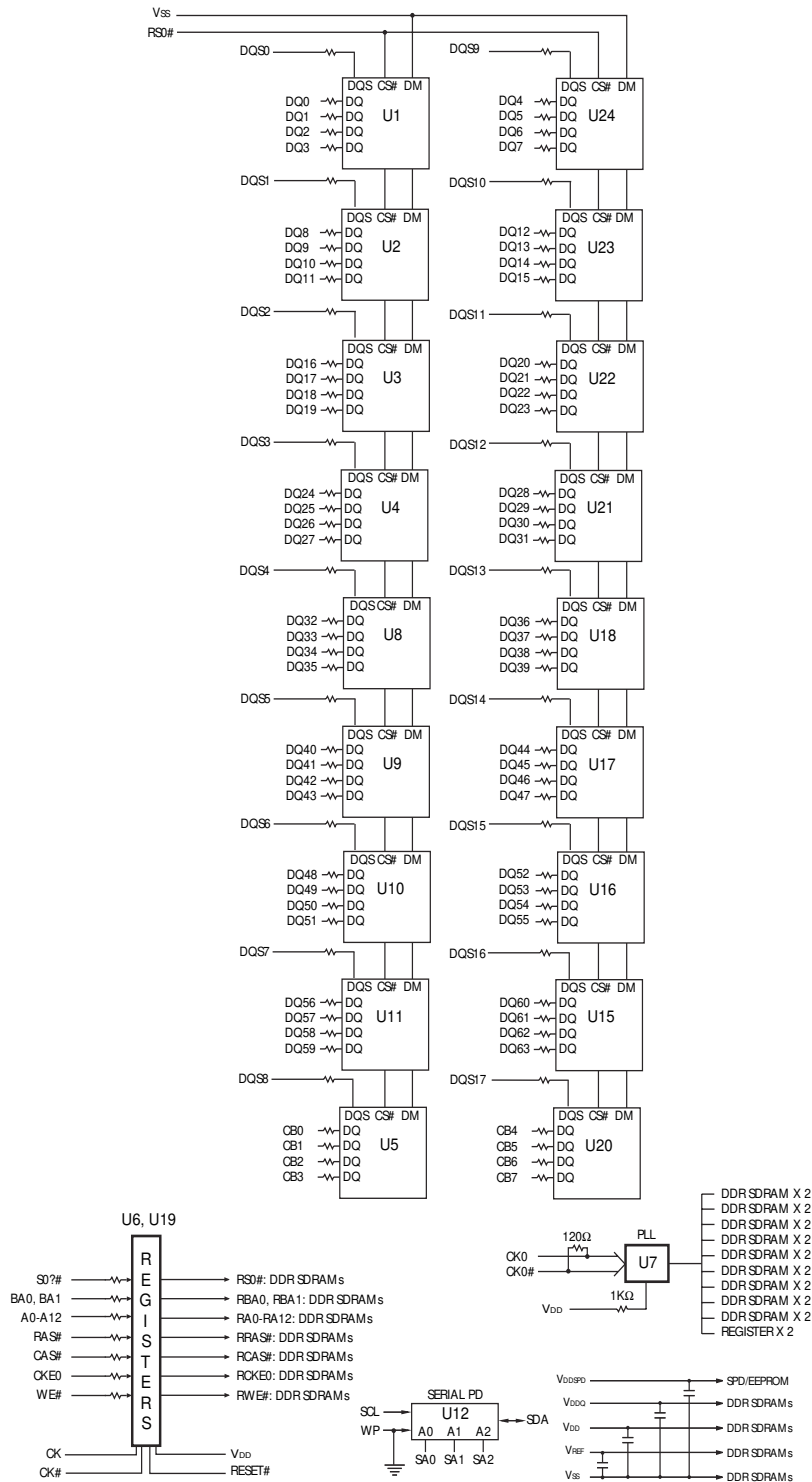 Vss
RS0#
DQS0
DQS CS# DM
DQ0 DQ
DQ1 DQ
DQ2 DQ
DQ3 DQ
U1
DQS9
DQS CS# DM
DQ4 DQ
DQ5 DQ
DQ6 DQ
DQ7 DQ
U24
DQS1
DQS CS# DM
DQ8 DQ
DQ9 DQ
DQ10 DQ
DQ11 DQ
U2
DQS10
DQS CS# DM
DQ12 DQ
DQ13 DQ
DQ14 DQ
DQ15 DQ
U23
DQS2
DQS CS# DM
DQ16 DQ
DQ17 DQ
DQ18 DQ
DQ19 DQ
U3
DQS11
DQS CS# DM
DQ20 DQ
DQ21 DQ
DQ22 DQ
DQ23 DQ
U22
DQS3
DQS CS# DM
DQ24 DQ
DQ25 DQ
DQ26 DQ
DQ27 DQ
U4
DQS12
DQS CS# DM
DQ28 DQ
DQ29 DQ
DQ30 DQ
DQ31 DQ
U21
DQS4
DQS CS# DM
DQ32 DQ
DQ33 DQ
DQ34 DQ
DQ35 DQ
U8
DQS13
DQS CS# DM
DQ36 DQ
DQ37 DQ
DQ38 DQ
DQ39 DQ
U18
DQS5
DQS CS# DM
DQ40 DQ
DQ41 DQ
DQ42 DQ
DQ43 DQ
U9
DQS14
DQS CS# DM
DQ44 DQ
DQ45 DQ
DQ46 DQ
DQ47 DQ
U17
DQS6
DQS CS# DM
DQ48 DQ
DQ49 DQ
DQ50 DQ
DQ51 DQ
U10
DQS15
DQS CS# DM
DQ52 DQ
DQ53 DQ
DQ54 DQ
DQ55 DQ
U16
DQS7
DQS CS# DM
DQ56 DQ
DQ57 DQ
DQ58 DQ
DQ59 DQ
U11
DQS16
DQS CS# DM
DQ60 DQ
DQ61 DQ
DQ62 DQ
DQ63 DQ
U15
DQS8
DQS CS# DM
CB0 DQ
CB1 DQ
CB2 DQ
CB3 DQ
U5
DQS17
DQS CS# DM
CB4 DQ
CB5 DQ
CB6 DQ
CB7 DQ
U20
U6, U19
REGISTERS
S0?#
BA0, BA1
A0-A12
RAS#
CAS#
CKE0
WE#
CK
CK#
RS0#: DDR SDRAMs
RBA0, RBA1: DDR SDRAMs
RA0-RA12: DDR SDRAMs
RRAS#: DDR SDRAMs
RCAS#: DDR SDRAMs
RCKE0: DDR SDRAMs
RWE#: DDR SDRAMs
VDD
RESET#
PLL
120Ω
CK0
CK0#
U7
1KΩ
VDD
DDR SDRAM X 2
DDR SDRAM X 2
DDR SDRAM X 2
DDR SDRAM X 2
DDR SDRAM X 2
DDR SDRAM X 2
DDR SDRAM X 2
DDR SDRAM X 2
DDR SDRAM X 2
REGISTER X 2
SERIAL PD
SCL
U12
WP
A0 A1 A2
SDA
SA0 SA1 SA2
VDDSPD SPD/EEPROM
VDDQ DDR SDRAMs
VDD DDR SDRAMs
VREF DDR SDRAMs
Vss DDR SDRAMs